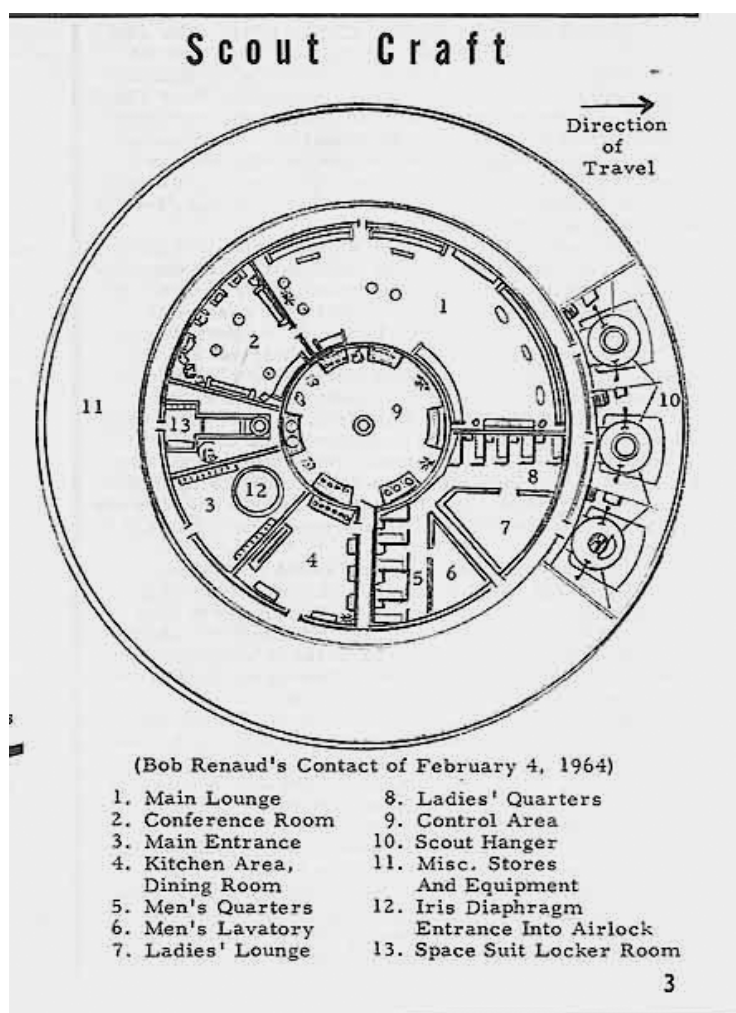 Scout Craft
Direction
of
Travel
1
2
11
10
9
13
8
12
3
7
4
5
6
s
(Bob Renaud's Contact of February 4, 1964)
1. Main Lounge
2. Conference Room
3. Main Entrance
4. Kitchen Area,
Dining Room
5. Men's Quarters
6. Men's Lavatory
7. Ladies' Lounge
8. Ladies' Quarters
9. Control Area
10. Scout Hanger
11. Misc. Stores
And Equipment
12. Iris Diaphragm
Entrance Into Airlock
13. Space Suit Locker Room
3